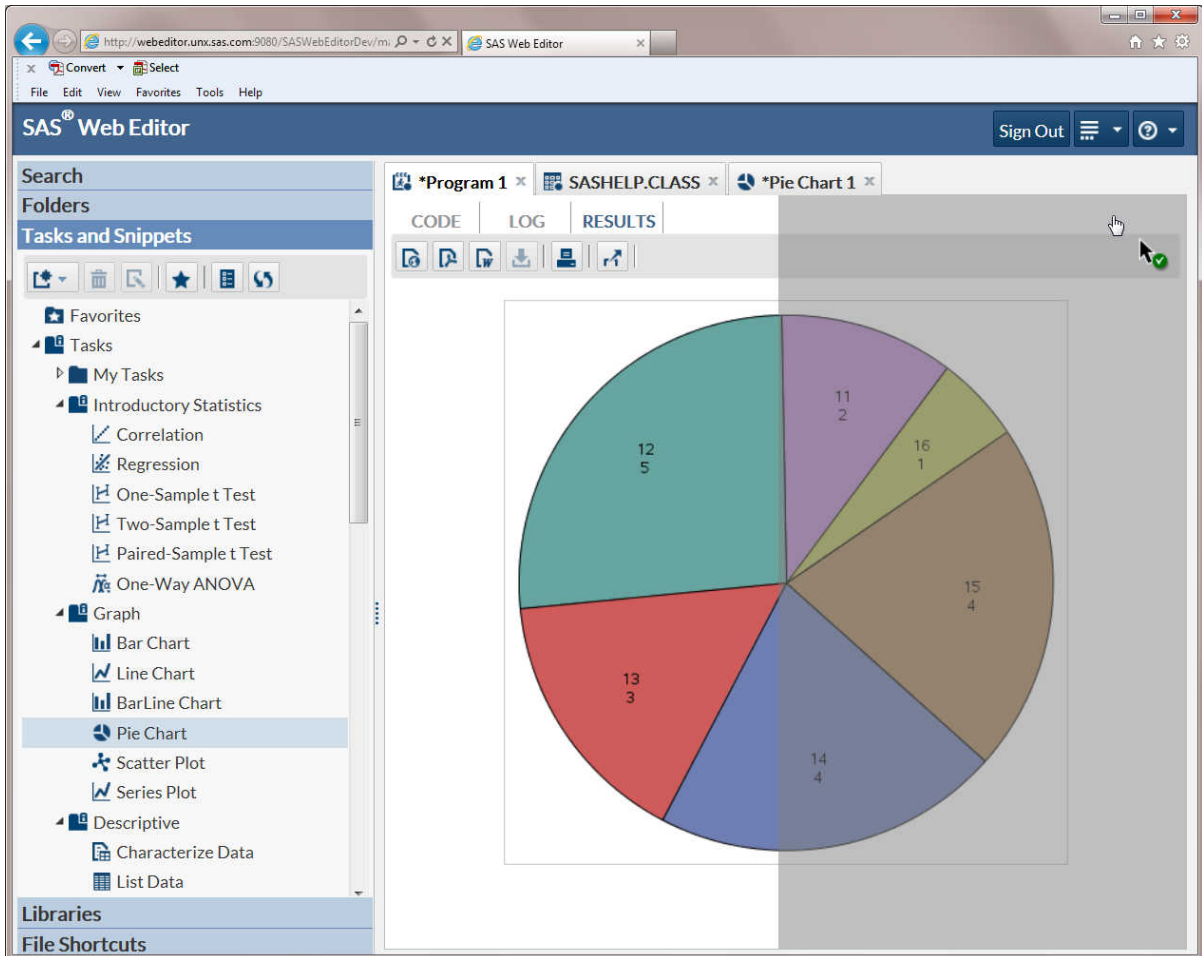 http://webeditor.unx.sas.com:9080/SASWebEditorDev/m
SAS Web Editor
x Convert Select
File Edit View Favorites Tools Help
SAS® Web Editor
Sign Out
Search
Folders
Tasks and Snippets
Favorites
Tasks
My Tasks
Introductory Statistics
Correlation
Regression
One-Sample t Test
Two-Sample t Test
Paired-Sample t Test
One-Way ANOVA
Graph
Bar Chart
Line Chart
BarLine Chart
Pie Chart
Scatter Plot
Series Plot
Descriptive
Characterize Data
List Data
Libraries
File Shortcuts
*Program 1 x SASHELP.CLASS x *Pie Chart 1 x
CODE LOG RESULTS
11
2
16
1
12
5
15
4
13
3
14
4